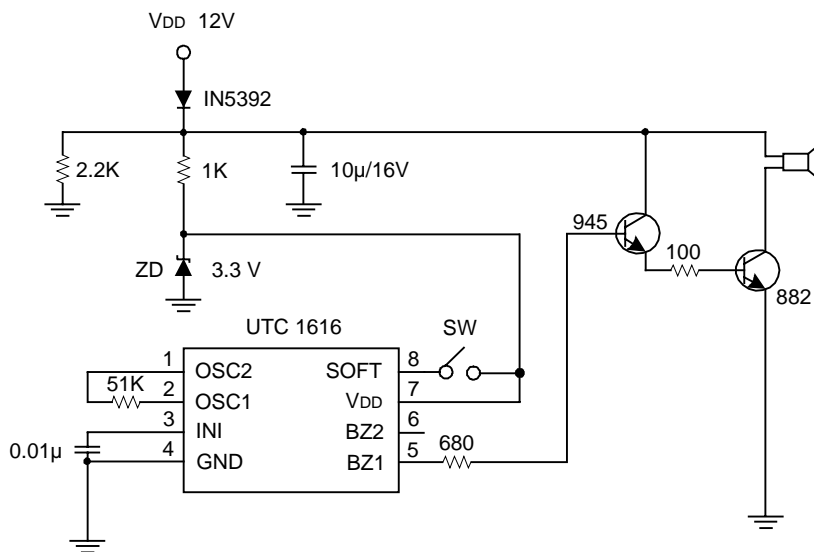 VDD 12V
IN5392
2.2K
1K
10μ/16V
945
100
882
ZD
3.3 V
UTC 1616
SW
1
OSC2
SOFT
8
51K
2
OSC1
VDD
7
3
INI
BZ2
6
0.01μ
4
GND
BZ1
5
680